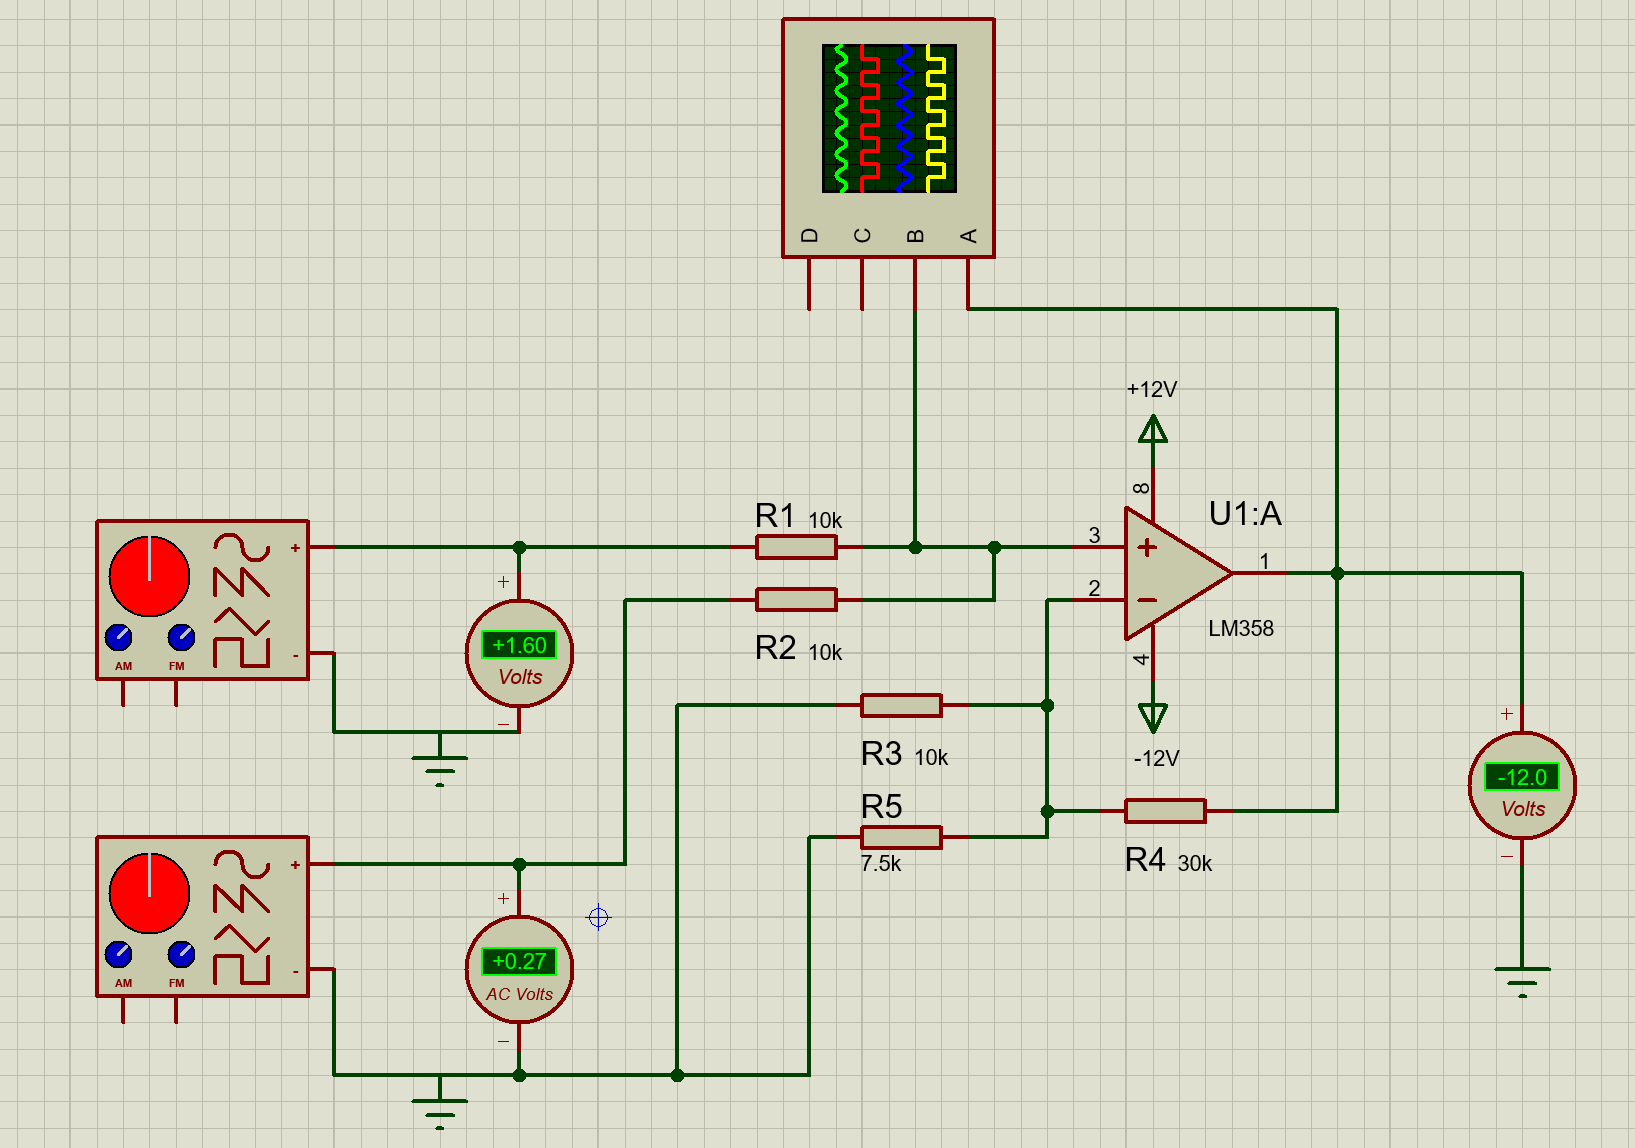 D C B A
+12V
8
U1:A
R1 10k
3
1
2
+
+
+1.60
Volts
-
AM FM
−
R2 10k
LM358
4
R3 10k
-12V
+
-12.0
Volts
−
R5
7.5k
R4 30k
+
+
+0.27
AC Volts
-
AM FM
−